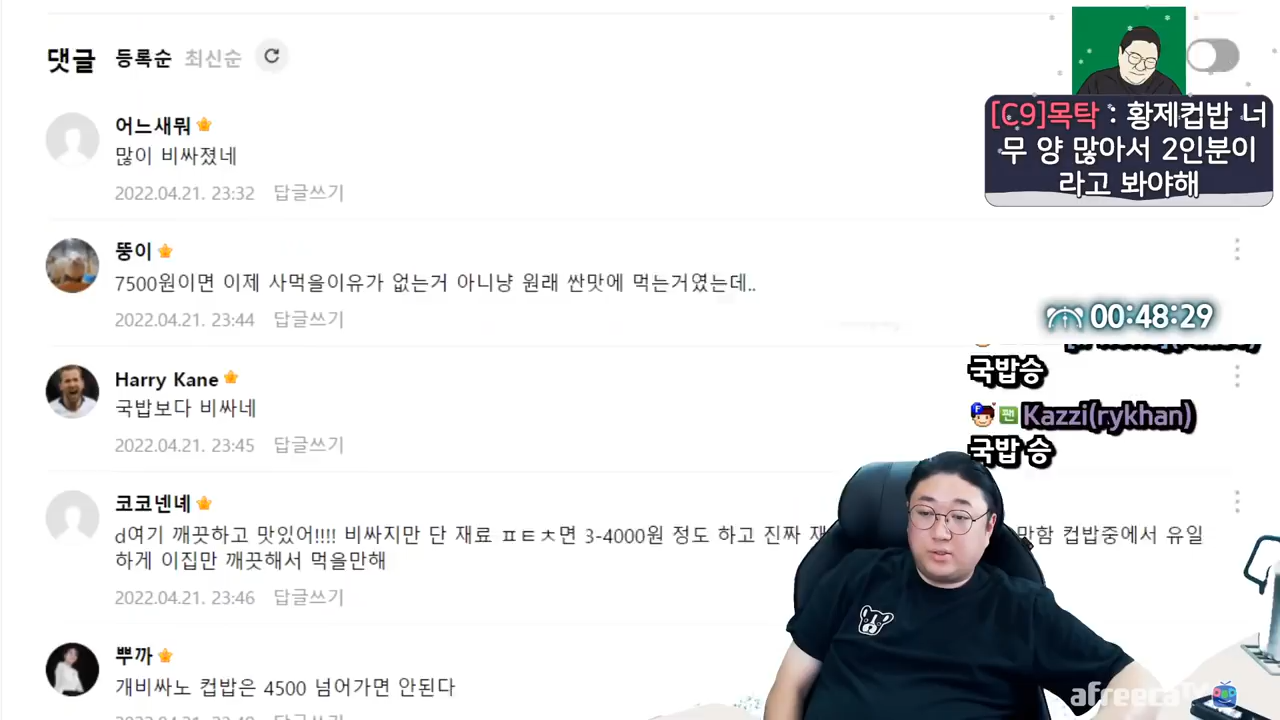 댓글 등록순 최신순
[C9]목탁 : 황제컵밥 너
무 양 많아서 2인분이
라고 봐야해
어느새뭐
많이 비싸졌네
2022.04.21. 23:32 답글쓰기
뚱이
7500원이면 이제 사먹을이유가 없는거 아니냥 원래 싼맛에 먹는거였는데..
2022.04.21. 23:44 답글쓰기
00:48:29
Harry Kane
국밥보다 비싸네
2022.04.21. 23:45 답글쓰기
국밥승
팬 Kazzi(rykhan)
국밥 승
코코넨네
d여기 깨끗하고 맛있어!!!! 비싸지만 단 재료 ㅍㅌㅊ면 3-4000원 정도 하고 진짜 만함 컵밥중에서 유일
하게 이집만 깨끗해서 먹을만해
2022.04.21. 23:46 답글쓰기
뿌까
개비싸노 컵밥은 4500 넘어가면 안된다
afreecaTV